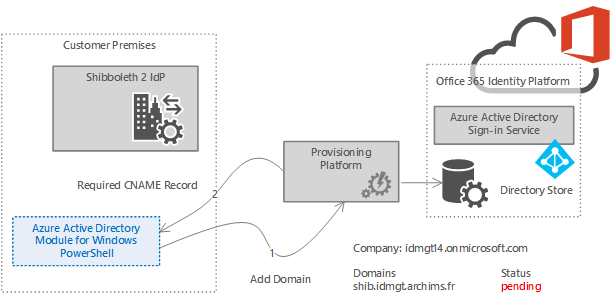 Customer Premises
Shibboleth 2 IdP
Office 365 Identity Platform
Azure Active Directory
Sign-in Service
Provisioning
Platform
Directory Store
Required CNAME Record
2
Azure Active Directory
Module for Windows
PowerShell
1
Add Domain
Company: idmgt14.onmicrosoft.com
Domains Status
shib.idmgt.archims.fr pending